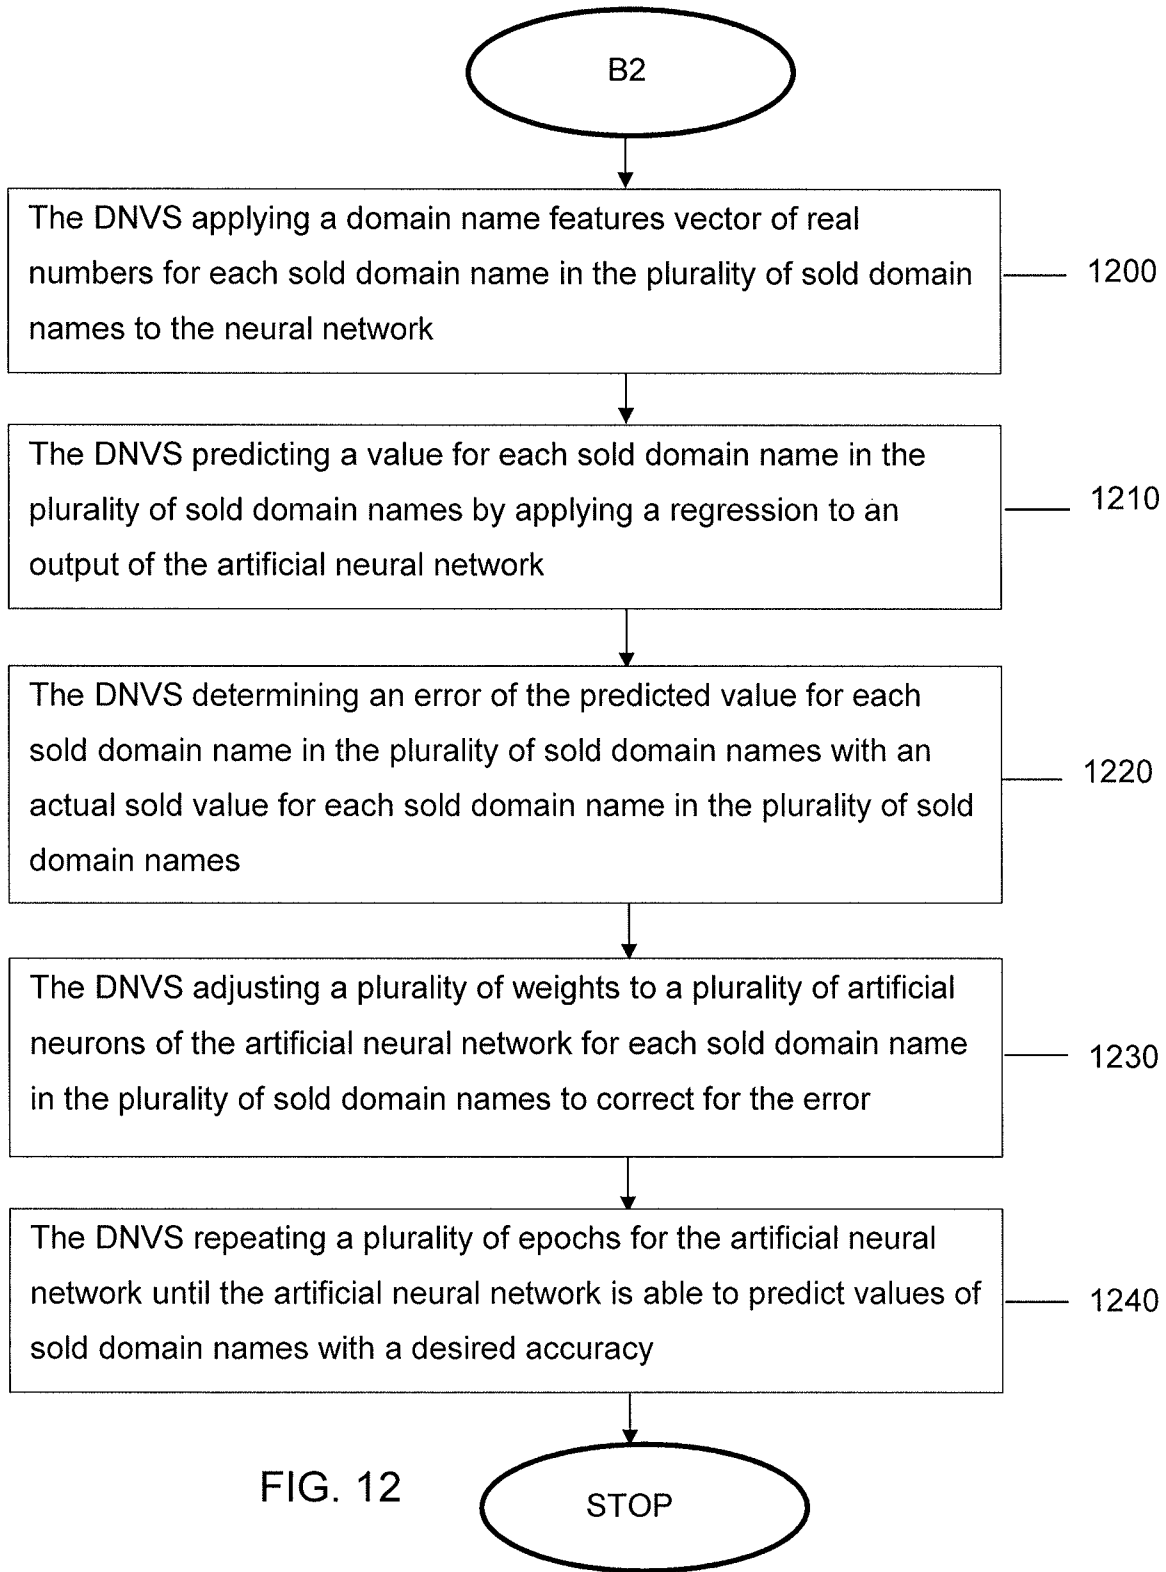 B2
The DNVS applying a domain name features vector of real
numbers for each sold domain name in the plurality of sold domain
names to the neural network
1200
The DNVS predicting a value for each sold domain name in the
plurality of sold domain names by applying a regression to an
output of the artificial neural network
1210
The DNVS determining an error of the predicted value for each
sold domain name in the plurality of sold domain names with an
actual sold value for each sold domain name in the plurality of sold
domain names
1220
The DNVS adjusting a plurality of weights to a plurality of artificial
neurons of the artificial neural network for each sold domain name
in the plurality of sold domain names to correct for the error
1230
The DNVS repeating a plurality of epochs for the artificial neural
network until the artificial neural network is able to predict values of
sold domain names with a desired accuracy
1240
FIG. 12
STOP